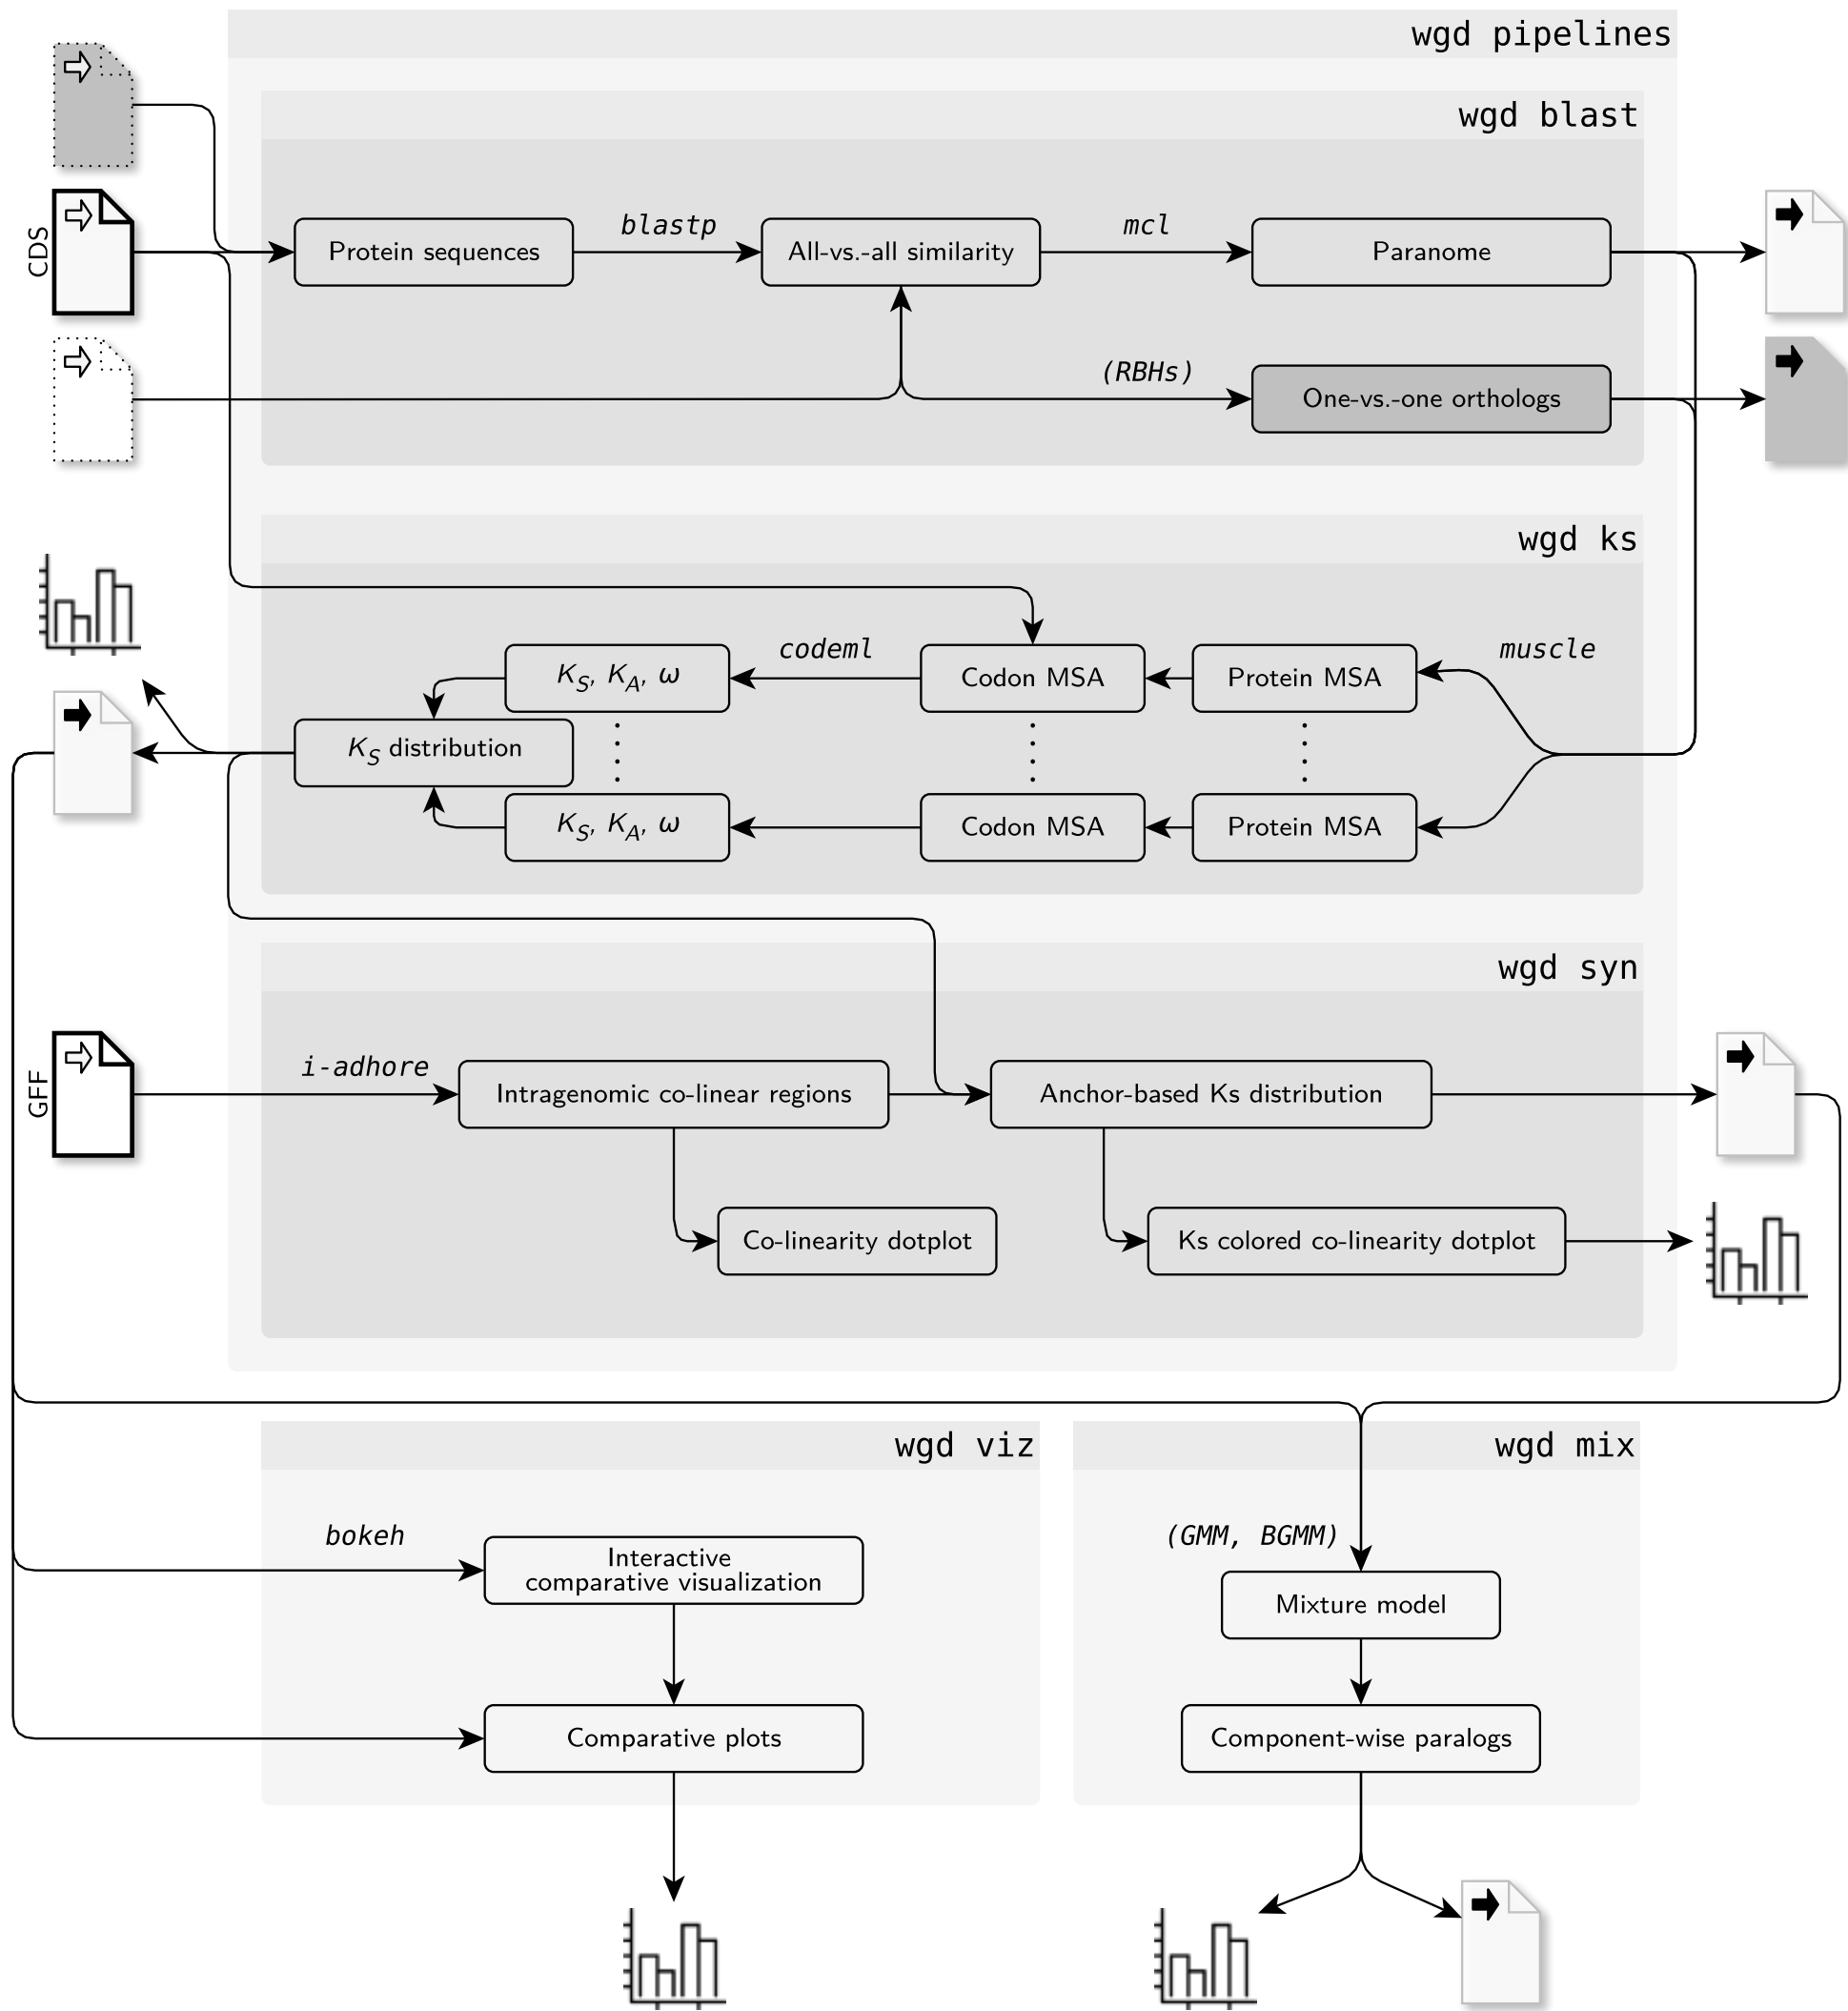 wgd pipelines
wgd blast
CDS
Protein sequences
blastp
All-vs.-all similarity
mcl
Paranome
(RBHs)
One-vs.-one orthologs
wgd ks
K_S, K_A, ω
codeml
Codon MSA
Protein MSA
muscle
K_S distribution
K_S, K_A, ω
Codon MSA
Protein MSA
wgd syn
GFF
i-adhore
Intragenomic co-linear regions
Anchor-based Ks distribution
Co-linearity dotplot
Ks colored co-linearity dotplot
wgd viz
bokeh
Interactive
comparative visualization
Comparative plots
wgd mix
(GMM, BGMM)
Mixture model
Component-wise paralogs